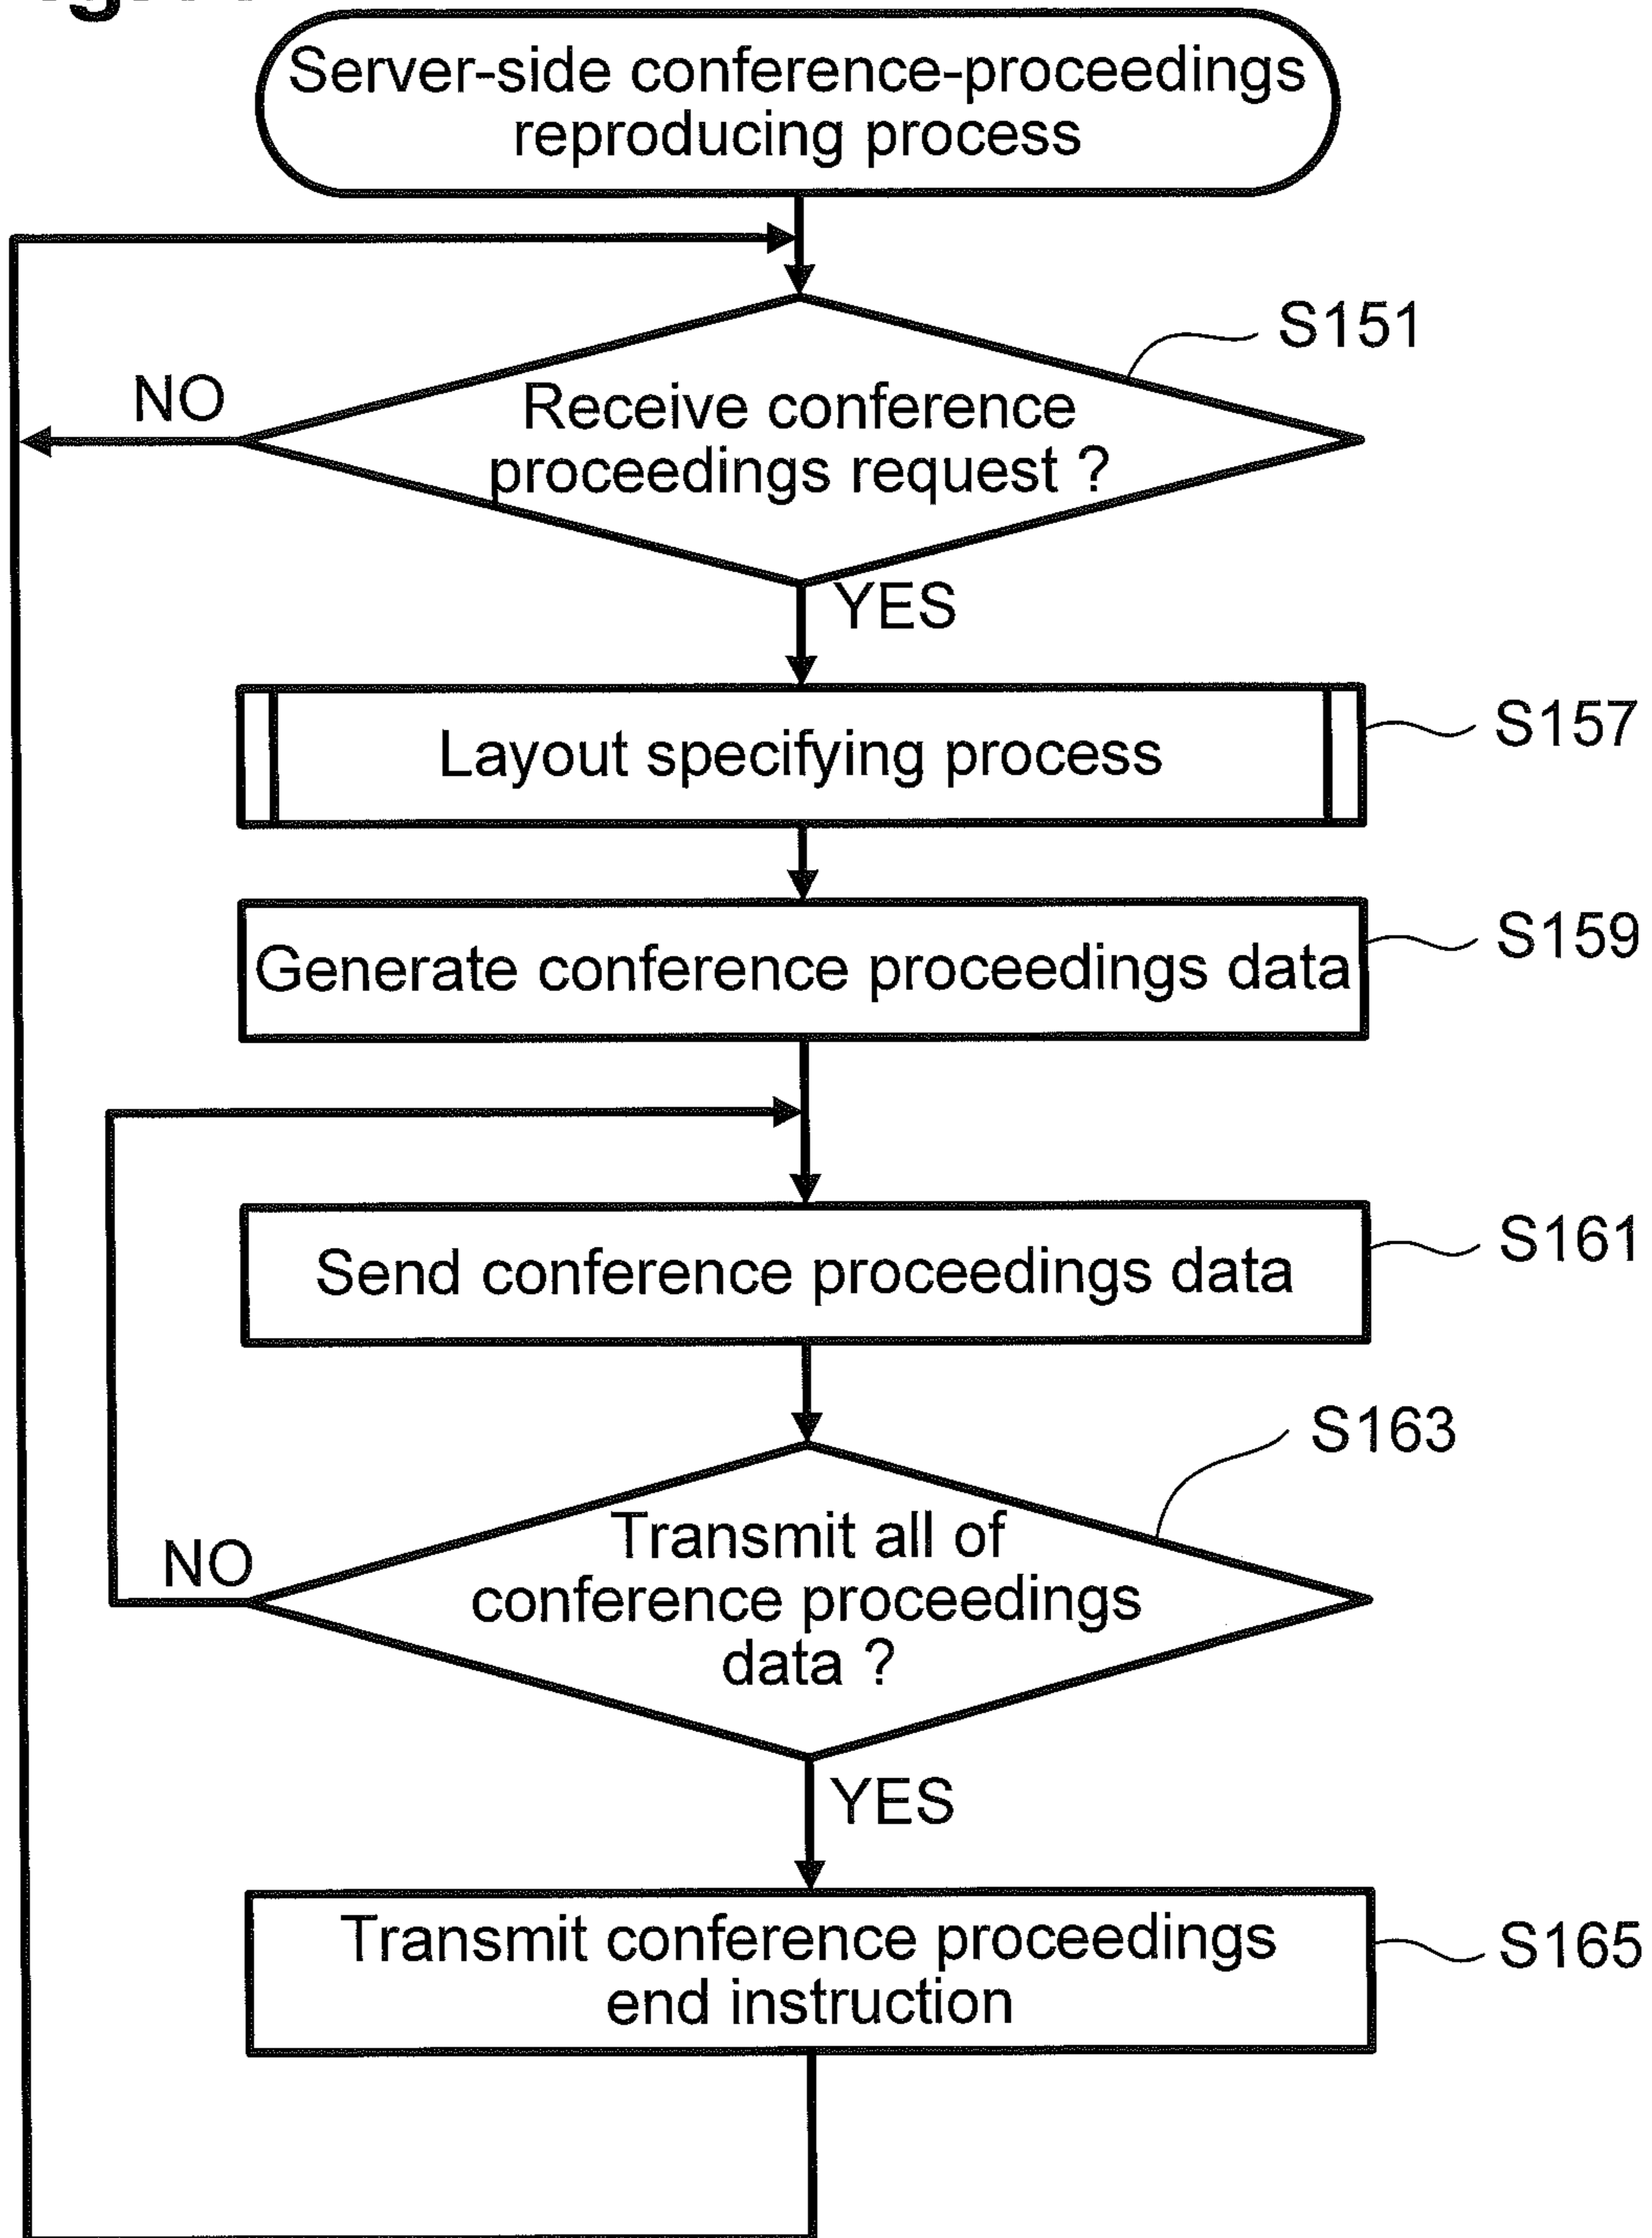 Server-side conference-proceedings
reproducing process
S151
NO
Receive conference
proceedings request ?
YES
Layout specifying process
S157
Generate conference proceedings data
S159
Send conference proceedings data
S161
S163
NO
Transmit all of
conference proceedings
data ?
YES
Transmit conference proceedings
end instruction
S165